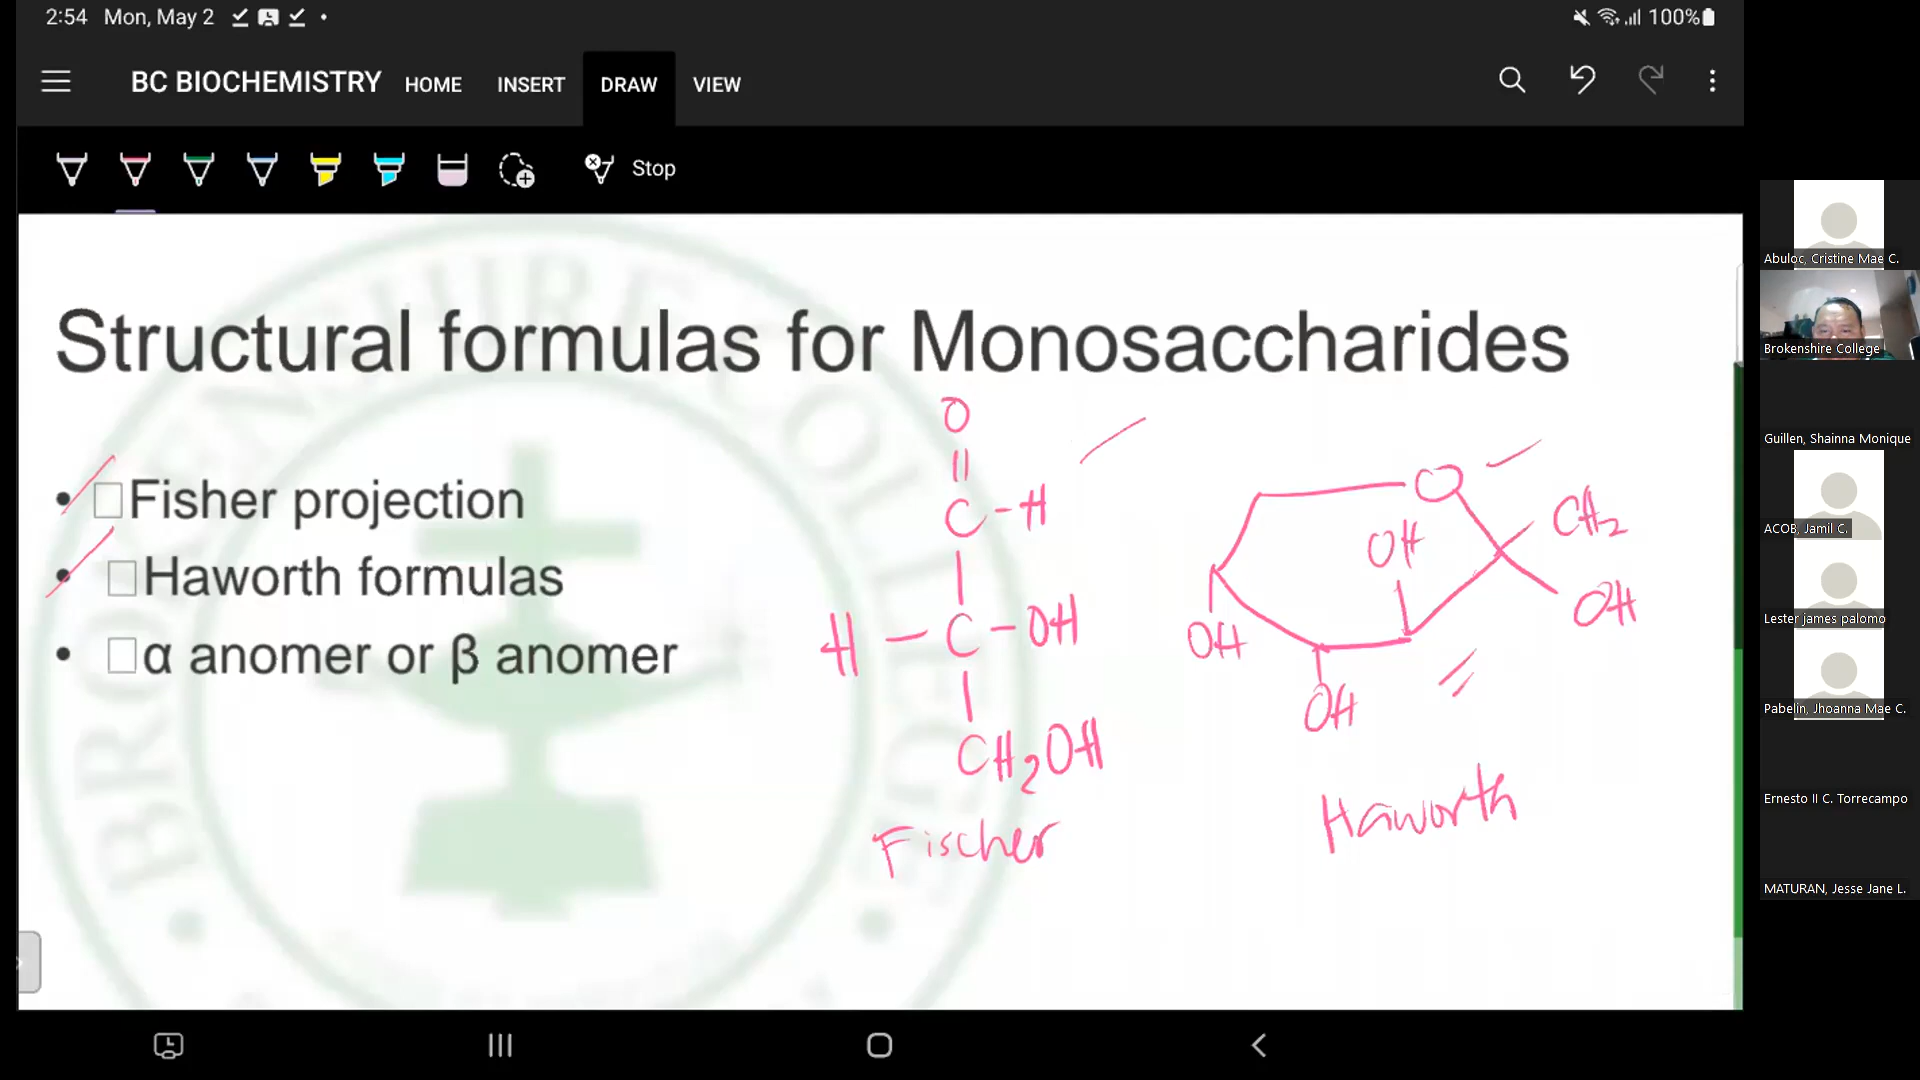 2:54 Mon, May 2
100%
BC BIOCHEMISTRY HOME INSERT DRAW VIEW
Stop
Structural formulas for Monosaccharides
• □Fisher projection
• □Haworth formulas
• □α anomer or β anomer
O
||
C - H
|
H - C - OH
|
CH2OH
Fischer
O
CH2
OH
OH
OH
OH
Haworth
BROKENSHIRE COLLEGE
Abuloc, Cristine Mae C.
Brokenshire College
Guillen, Shainna Monique
ACOB, Jamil C.
Lester james palomo
Pabelin, Jhoanna Mae C.
Ernesto II C. Torrecampo
MATURAN, Jesse Jane L.